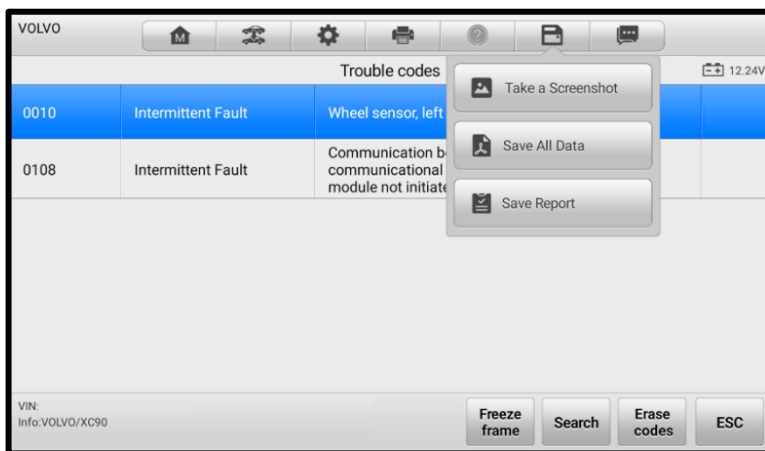 VOLVO
M
Trouble codes
12.24V
0010 Intermittent Fault Wheel sensor, left
0108 Intermittent Fault Communication b
communicational
module not initiate
Take a Screenshot
Save All Data
Save Report
VIN:
Info:VOLVO/XC90
Freeze
frame
Search
Erase
codes
ESC